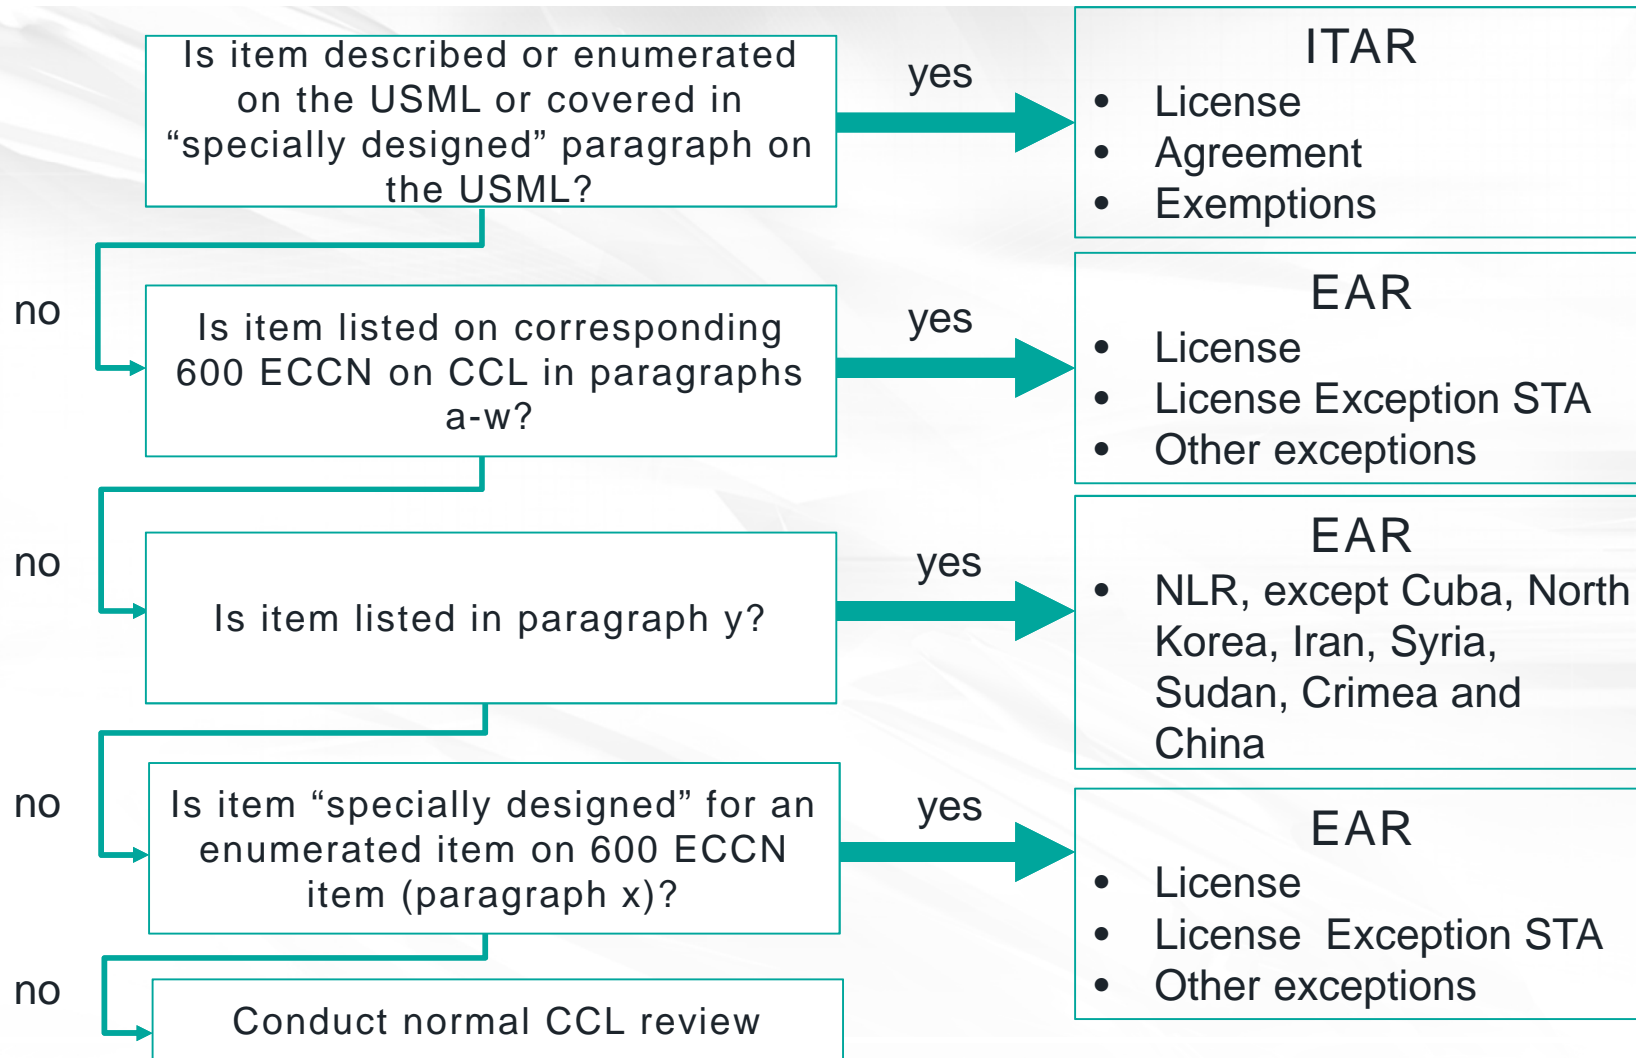 Is item described or enumerated
on the USML or covered in
“specially designed” paragraph on
the USML?
yes
ITAR
• License
• Agreement
• Exemptions
no
Is item listed on corresponding
600 ECCN on CCL in paragraphs
a-w?
yes
EAR
• License
• License Exception STA
• Other exceptions
no
Is item listed in paragraph y?
yes
EAR
• NLR, except Cuba, North
Korea, Iran, Syria,
Sudan, Crimea and
China
no
Is item “specially designed” for an
enumerated item on 600 ECCN
item (paragraph x)?
yes
EAR
• License
• License Exception STA
• Other exceptions
no
Conduct normal CCL review